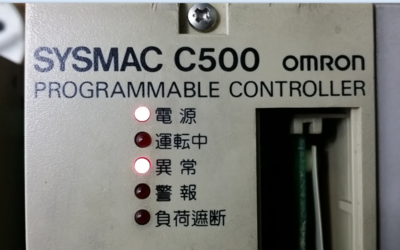 SYSMAC C500 OMRON
PROGRAMMABLE CONTROLLER
電源
運転中
異常
警報
負荷遮断